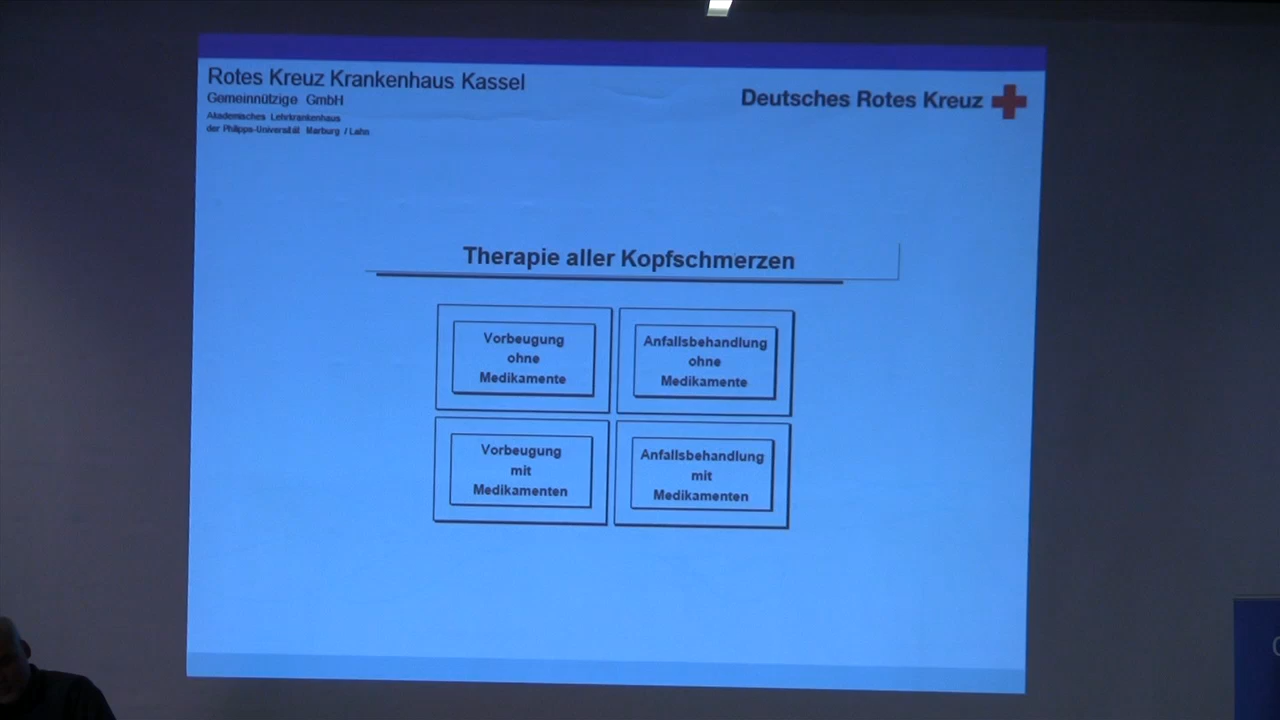 Rotes Kreuz Krankenhaus Kassel
Gemeinnützige GmbH
Akademisches Lehrkrankenhaus
der Philipps-Universität Marburg / Lahn
Deutsches Rotes Kreuz
Therapie aller Kopfschmerzen
Vorbeugung
ohne
Medikamente
Anfallsbehandlung
ohne
Medikamente
Vorbeugung
mit
Medikamenten
Anfallsbehandlung
mit
Medikamenten